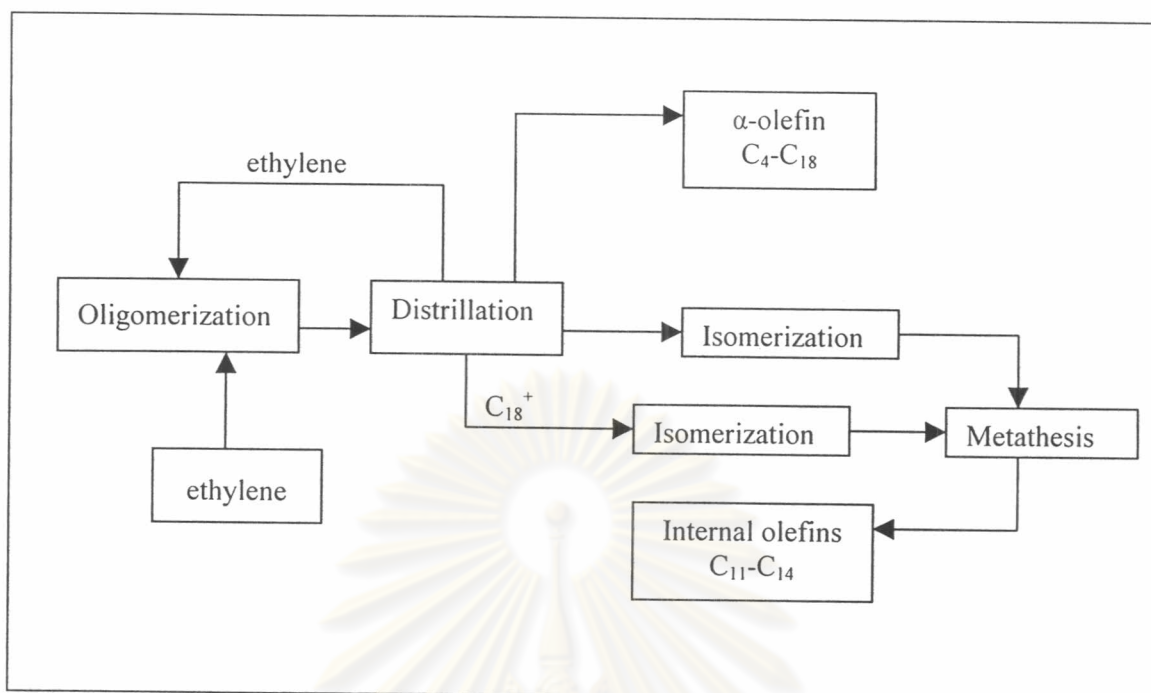 α-olefin
C₄-C₁₈
ethylene
Oligomerization
Distrillation
Isomerization
C₁₈⁺
Isomerization
Metathesis
ethylene
Internal olefins
C₁₁-C₁₄